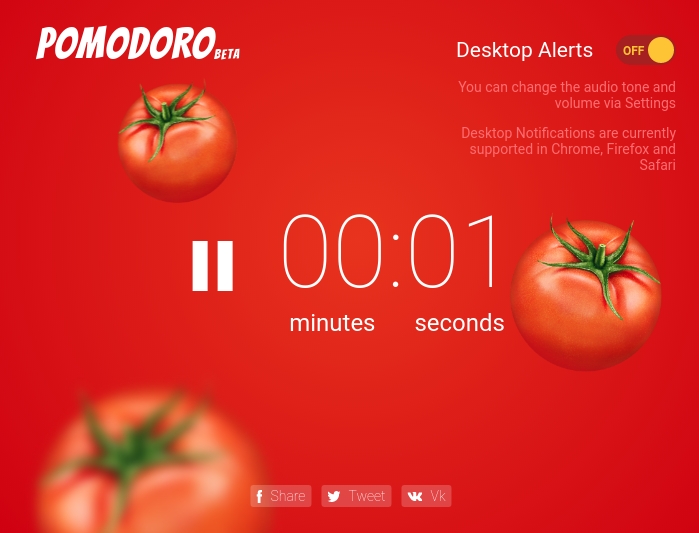 POMODORO BETA
Desktop Alerts
OFF
You can change the audio tone and
volume via Settings
Desktop Notifications are currently
supported in Chrome, Firefox and
Safari
00:01
minutes seconds
Share Tweet Vk